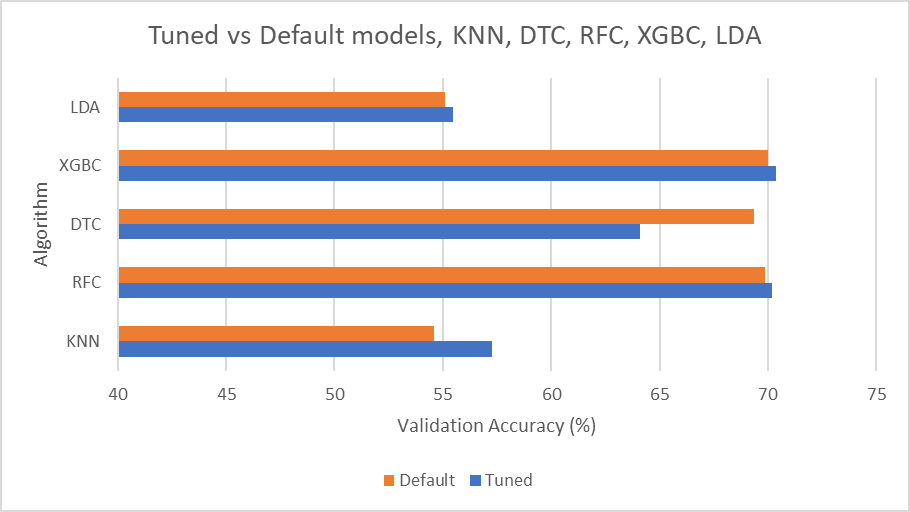 Tuned vs Default models, KNN, DTC, RFC, XGBC, LDA
Algorithm
LDA
XGBC
DTC
RFC
KNN
40 45 50 55 60 65 70 75
Validation Accuracy (%)
Default Tuned